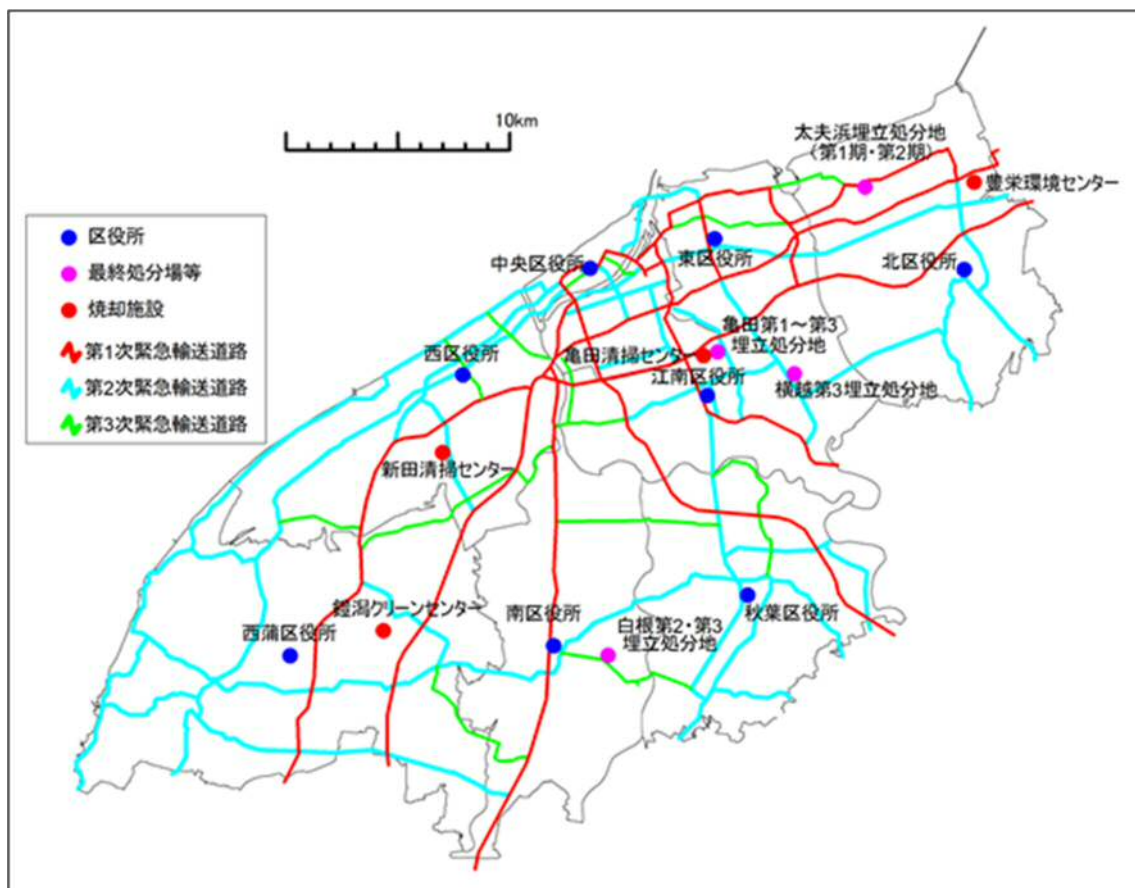 10km
太夫浜埋立処分地
（第1期・第2期）
豊栄環境センター
区役所
最終処分場等
焼却施設
第1次緊急輸送道路
第2次緊急輸送道路
第3次緊急輸送道路
中央区役所
東区役所
北区役所
西区役所
亀田清掃センター
亀田第1～第3
埋立処分地
江南区役所
横越第3埋立処分地
新田清掃センター
鎧潟クリーンセンター
西蒲区役所
南区役所
白根第2・第3
埋立処分地
秋葉区役所